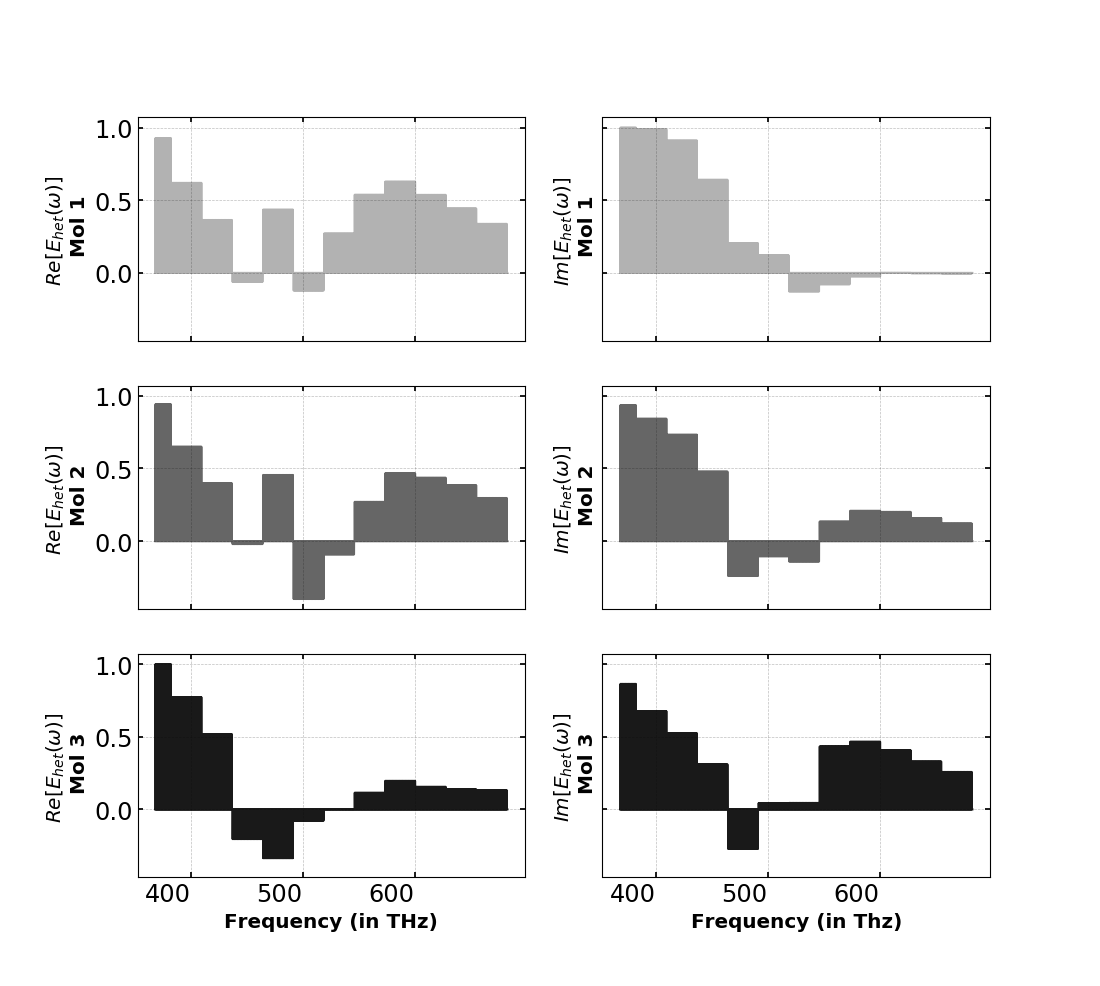 Re[E_het(ω)]
Mol 1
1.0
0.5
0.0
Im[E_het(ω)]
Mol 1
Re[E_het(ω)]
Mol 2
1.0
0.5
0.0
Im[E_het(ω)]
Mol 2
Re[E_het(ω)]
Mol 3
1.0
0.5
0.0
Im[E_het(ω)]
Mol 3
400 500 600
400 500 600
Frequency (in THz)
Frequency (in Thz)